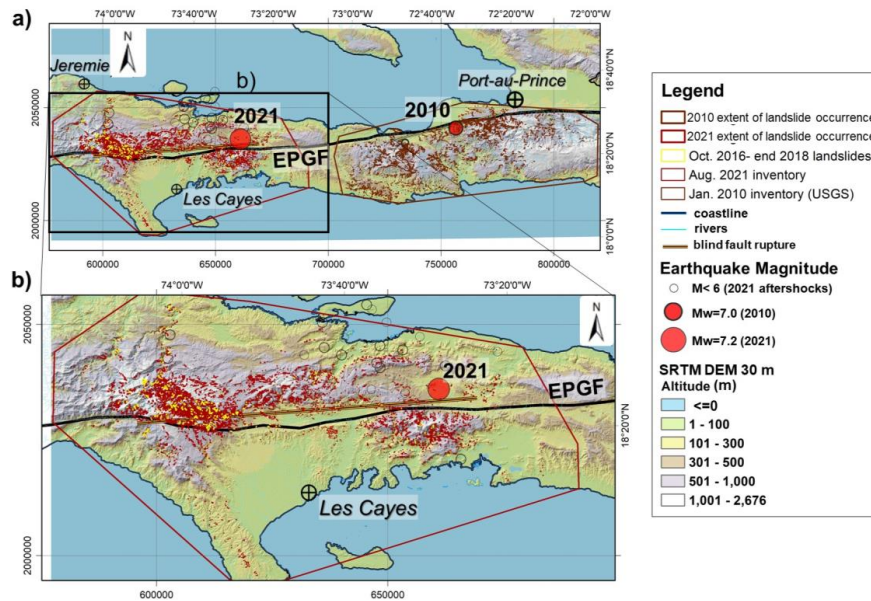 a)
74°0'0"W
73°40'0"W
73°20'0"W
73°0'0"W
72°40'0"W
72°20'0"W
72°0'0"W
Jeremie
N
b)
Port-au-Prince
2021
2010
EPGF
Les Cayes
2050000
2000000
18°40'0"N
18°20'0"N
18°0'0"N
600000
650000
700000
750000
800000
b)
74°0'0"W
73°40'0"W
73°20'0"W
N
2021
EPGF
Les Cayes
2050000
2000000
18°20'0"N
600000
650000
Legend
2010 extent of landslide occurrence
2021 extent of landslide occurrence
Oct. 2016- end 2018 landslides
Aug. 2021 inventory
Jan. 2010 inventory (USGS)
coastline
rivers
blind fault rupture
Earthquake Magnitude
M< 6 (2021 aftershocks)
Mw=7.0 (2010)
Mw=7.2 (2021)
SRTM DEM 30 m
Altitude (m)
<=0
1 - 100
101 - 300
301 - 500
501 - 1,000
1,001 - 2,676